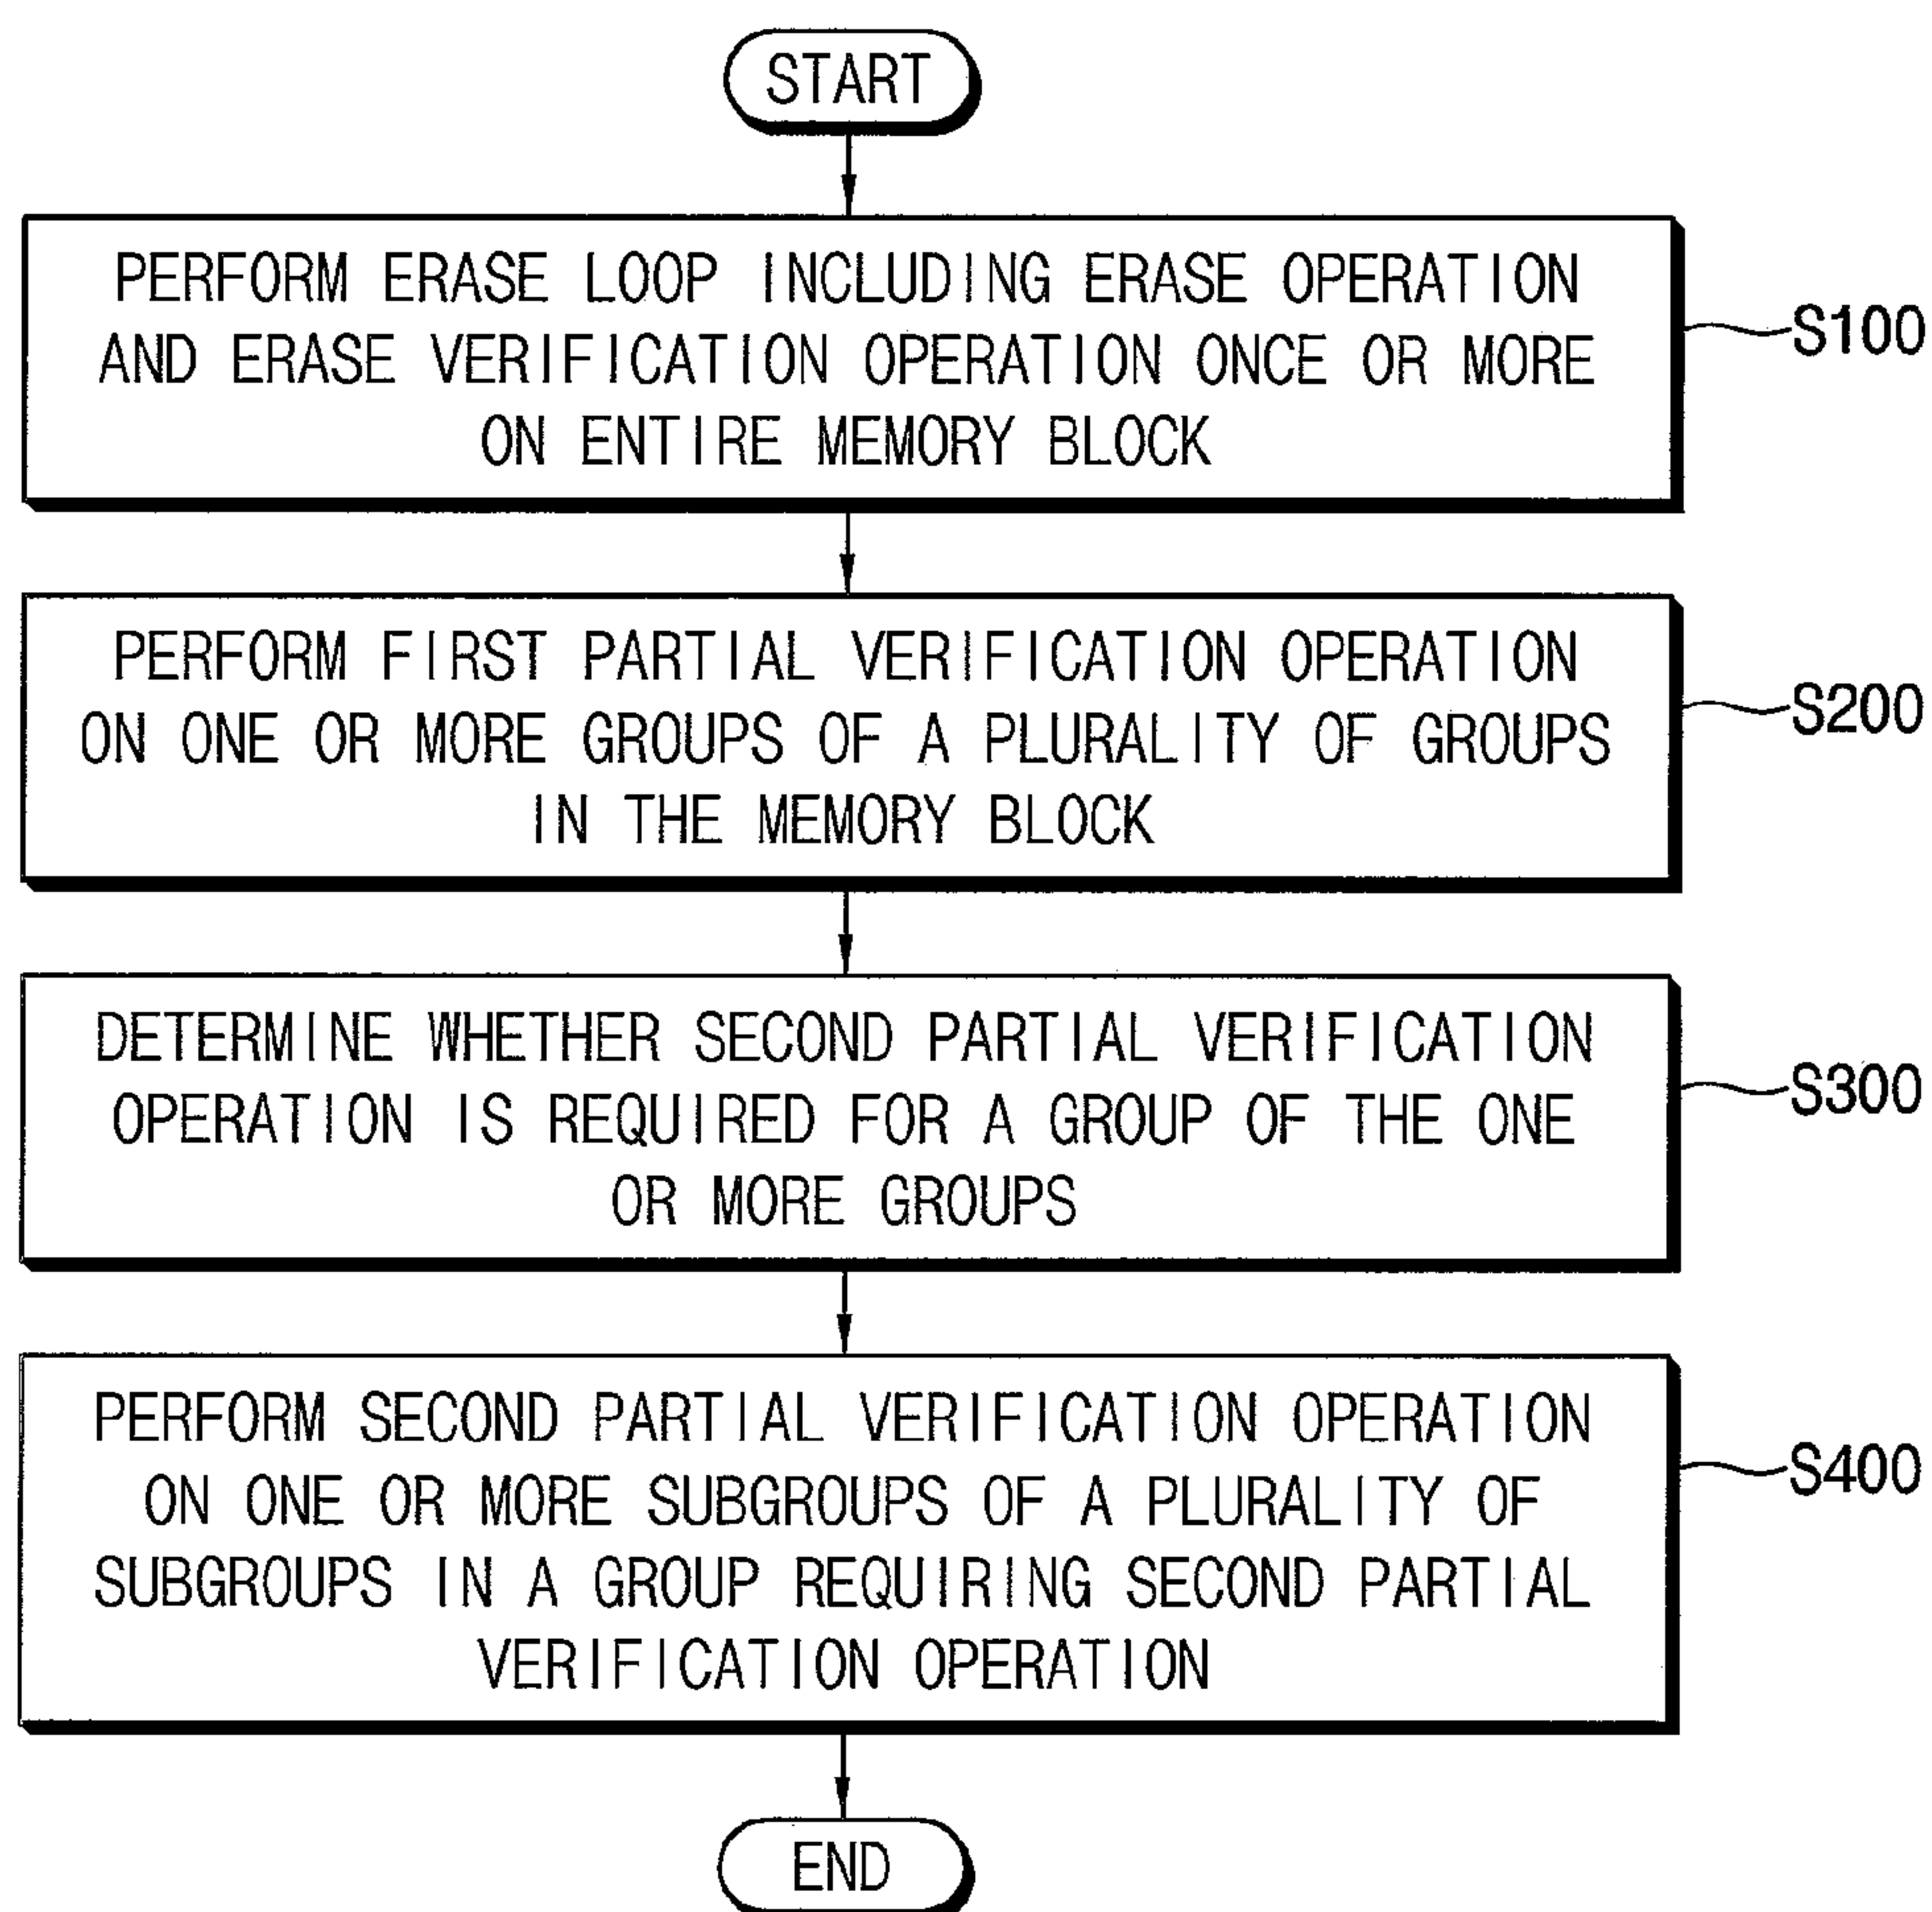 START
PERFORM ERASE LOOP INCLUDING ERASE OPERATION
AND ERASE VERIFICATION OPERATION ONCE OR MORE
ON ENTIRE MEMORY BLOCK
S100
PERFORM FIRST PARTIAL VERIFICATION OPERATION
ON ONE OR MORE GROUPS OF A PLURALITY OF GROUPS
IN THE MEMORY BLOCK
S200
DETERMINE WHETHER SECOND PARTIAL VERIFICATION
OPERATION IS REQUIRED FOR A GROUP OF THE ONE
OR MORE GROUPS
S300
PERFORM SECOND PARTIAL VERIFICATION OPERATION
ON ONE OR MORE SUBGROUPS OF A PLURALITY OF
SUBGROUPS IN A GROUP REQUIRING SECOND PARTIAL
VERIFICATION OPERATION
S400
END